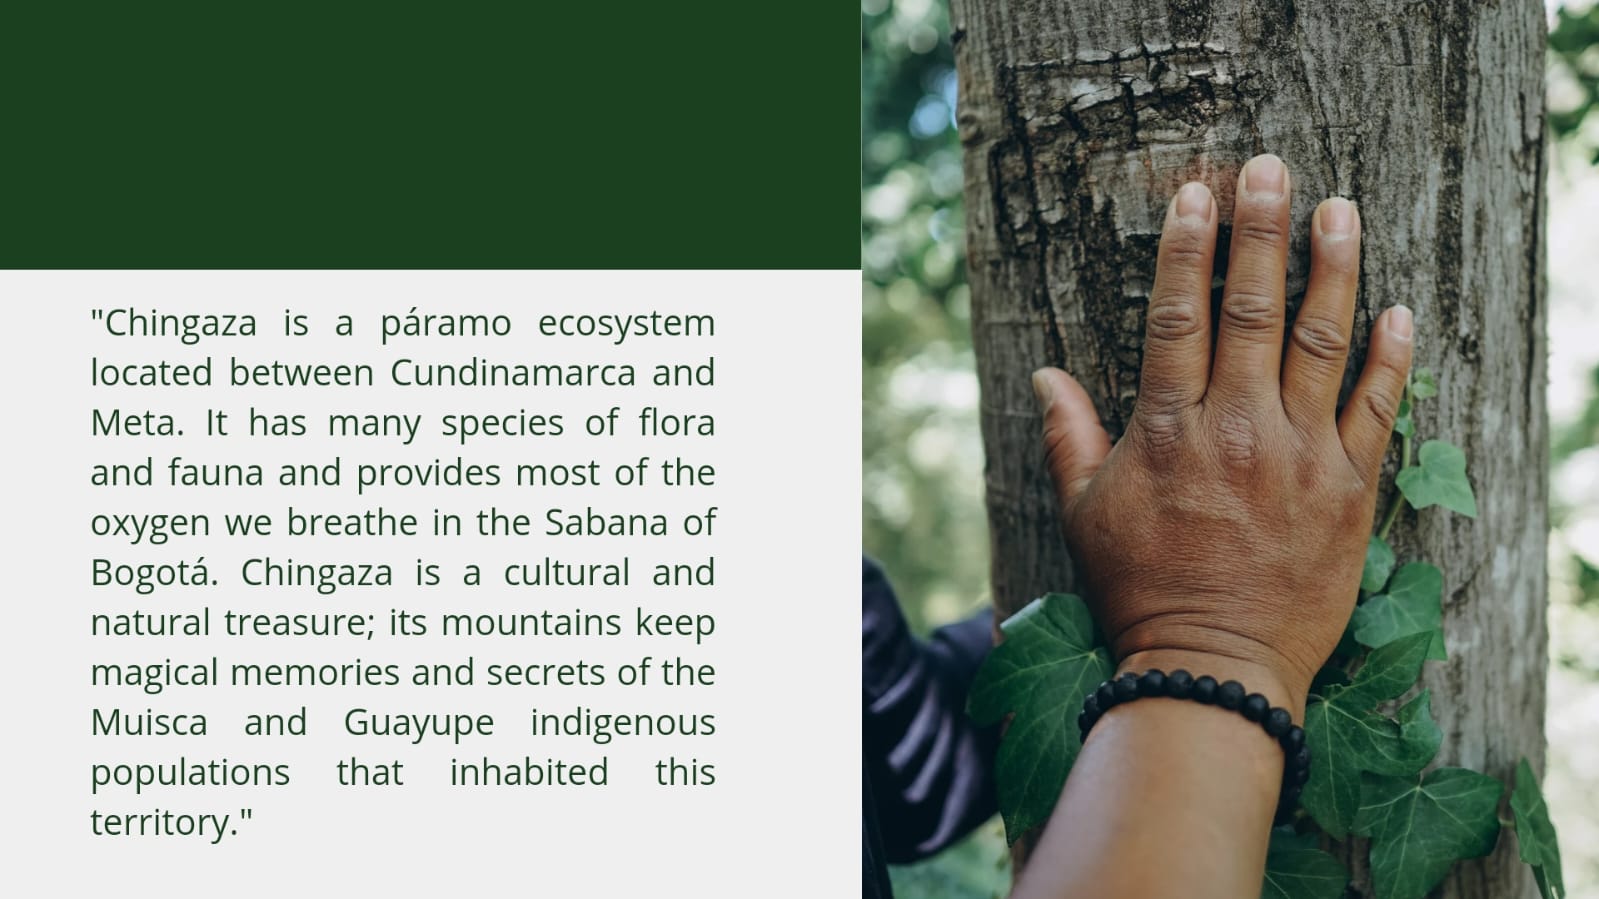 "Chingaza is a páramo ecosystem
located between Cundinamarca and
Meta. It has many species of flora
and fauna and provides most of the
oxygen we breathe in the Sabana of
Bogotá. Chingaza is a cultural and
natural treasure; its mountains keep
magical memories and secrets of the
Muisca and Guayupe indigenous
populations that inhabited this
territory."